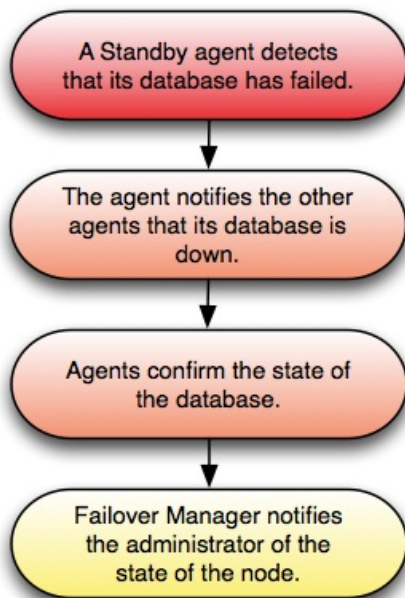 A Standby agent detects
that its database has failed.
The agent notifies the other
agents that its database is
down.
Agents confirm the state of
the database.
Failover Manager notifies
the administrator of the
state of the node.